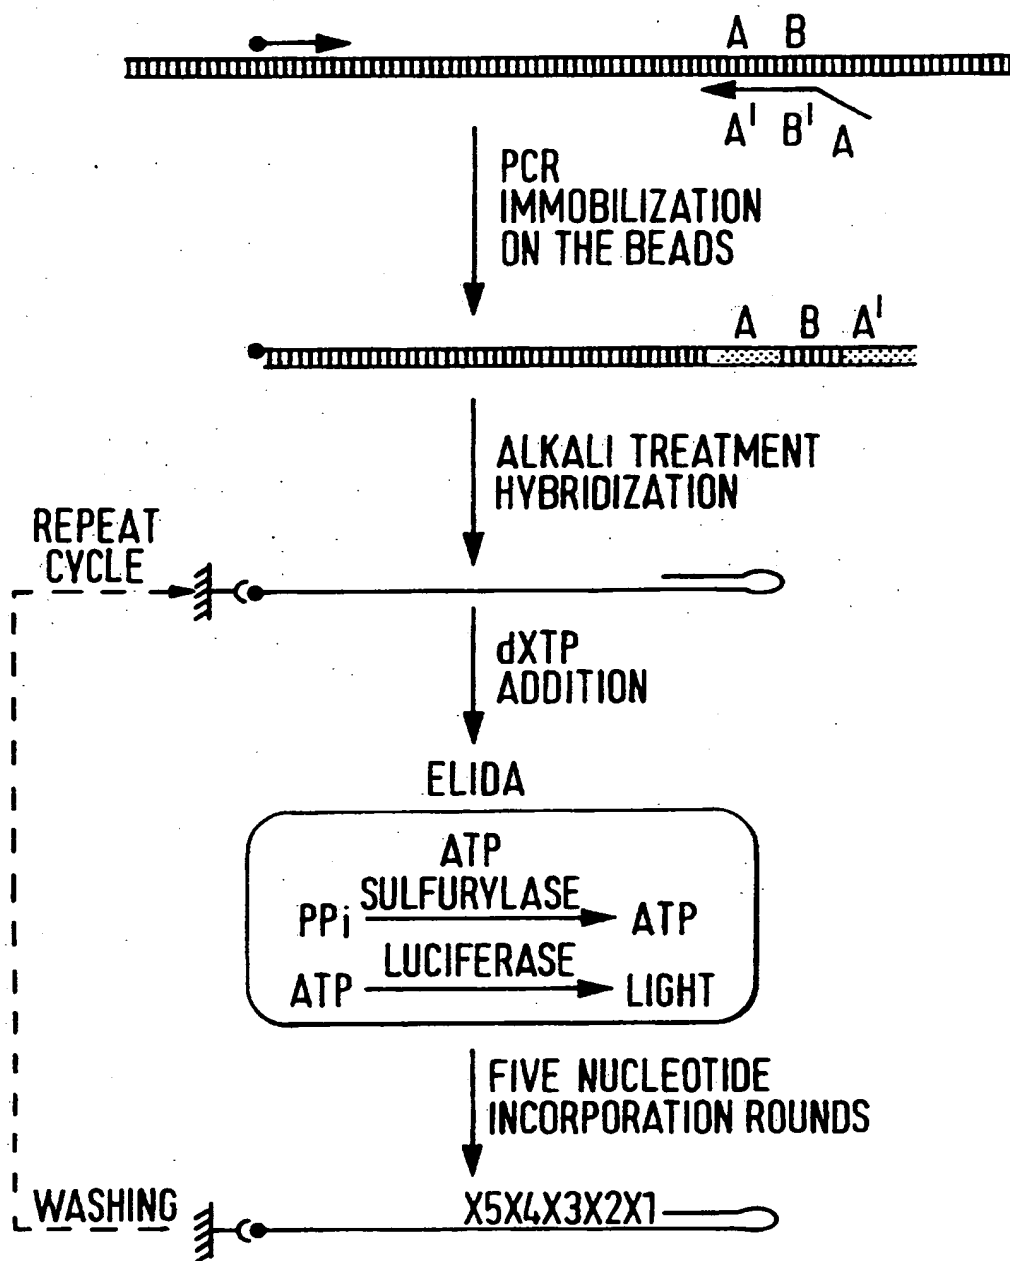 A B
A' B' A
PCR
IMMOBILIZATION
ON THE BEADS
A B A'
ALKALI TREATMENT
HYBRIDIZATION
REPEAT
CYCLE
dXTP
ADDITION
ELIDA
ATP
SULFURYLASE
PPi ATP
LUCIFERASE
ATP LIGHT
FIVE NUCLEOTIDE
INCORPORATION ROUNDS
WASHING
X5X4X3X2X1